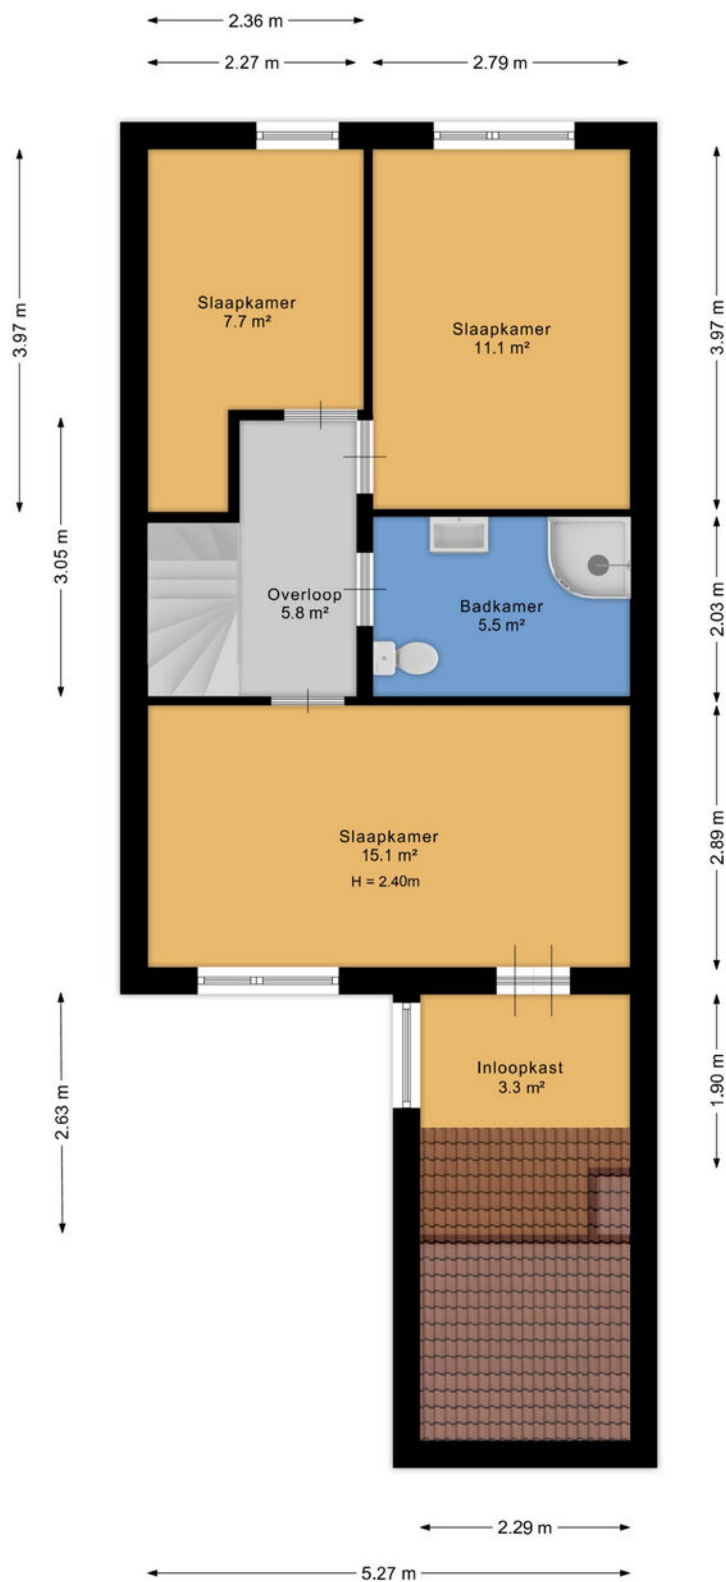 2.36 m
2.27 m
2.79 m
3.97 m
3.97 m
Slaapkamer
7.7 m²
Slaapkamer
11.1 m²
3.05 m
2.03 m
Overloop
5.8 m²
Badkamer
5.5 m²
2.89 m
Slaapkamer
15.1 m²
H = 2.40m
2.63 m
1.90 m
Inloopkast
3.3 m²
2.29 m
5.27 m